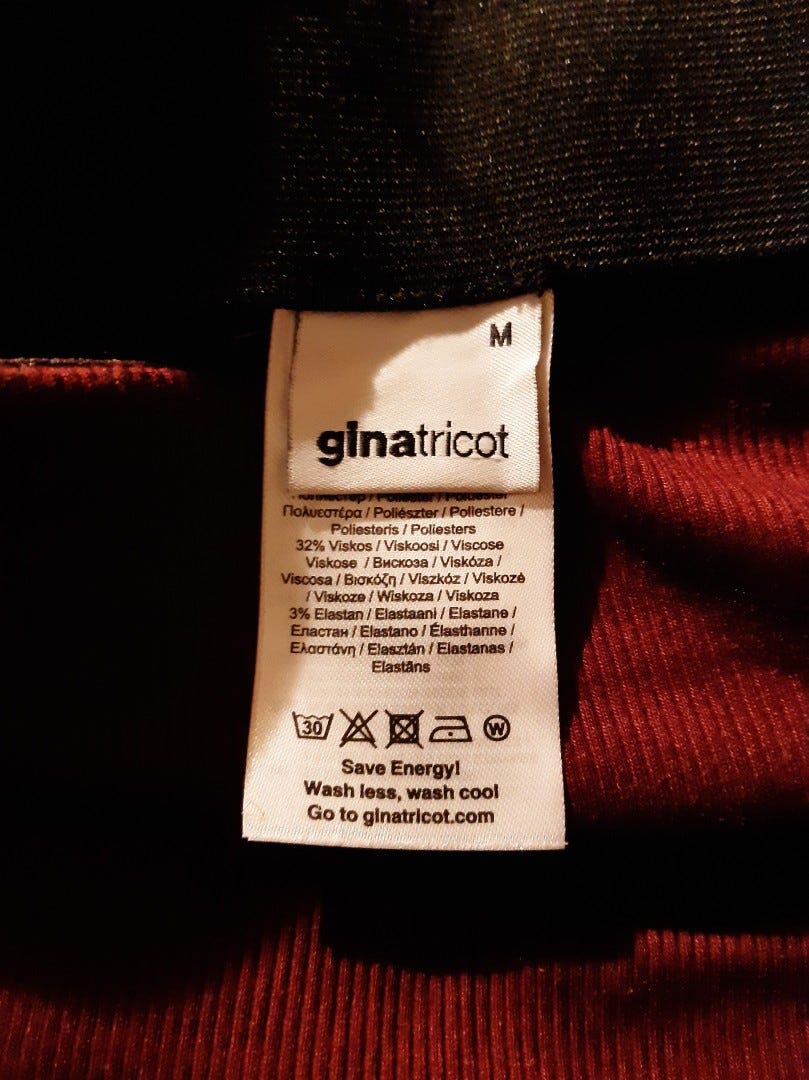 M
ginatricot
Πολυεστέρα / Poliészter / Poliestere /
Poliesteris / Poliesters
32% Viskos / Viskoosi / Viscose
Viskose / Вискоза / Viskóza /
Viscosa / Βισκόζη / Viszkóz / Viskozė
/ Viskoze / Wiskoza / Viskoza
3% Elastan / Elastaani / Elastane /
Еластан / Elastano / Élasthanne /
Ελαστάνη / Elasztán / Elastanas /
Elastāns
30
W
Save Energy!
Wash less, wash cool
Go to ginatricot.com